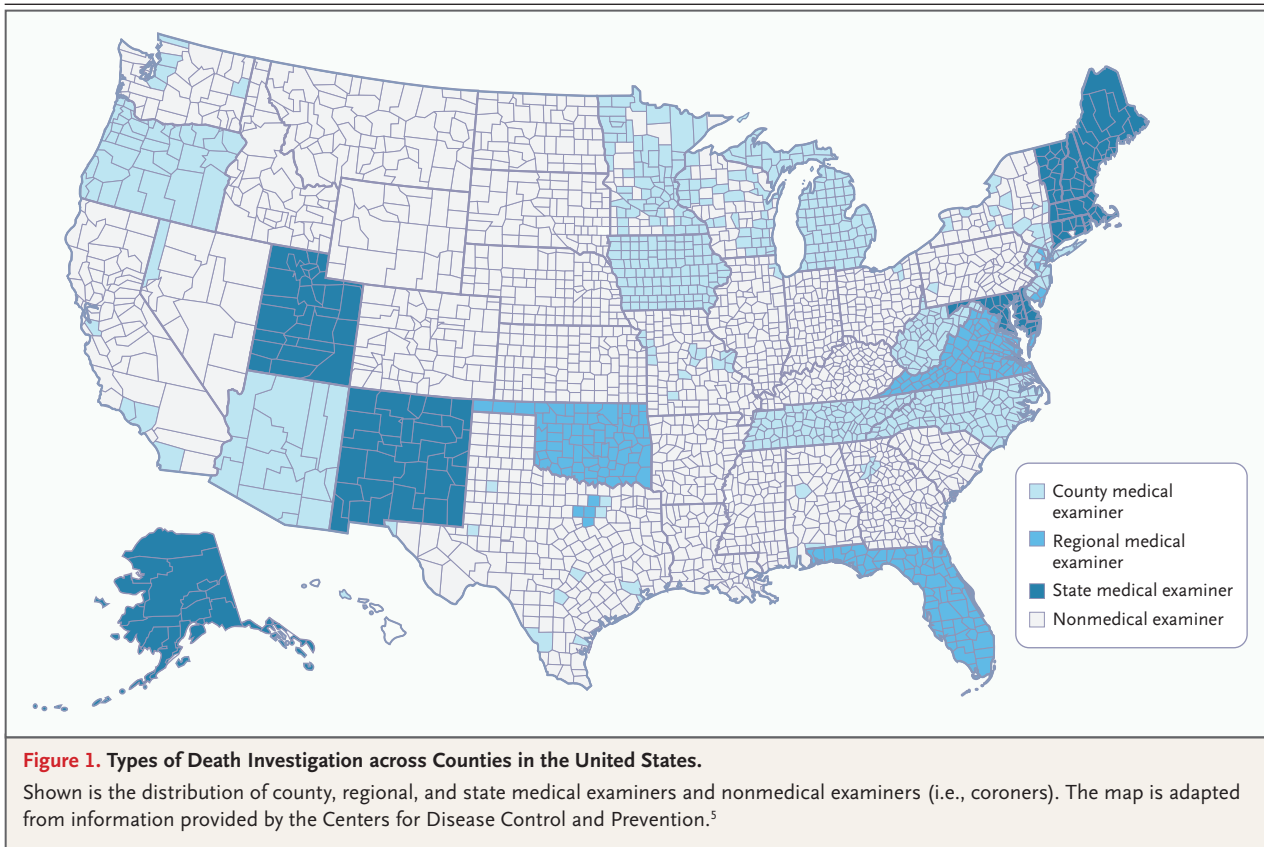 County medical
examiner
Regional medical
examiner
State medical examiner
Nonmedical examiner
Figure 1. Types of Death Investigation across Counties in the United States.
Shown is the distribution of county, regional, and state medical examiners and nonmedical examiners (i.e., coroners). The map is adapted
from information provided by the Centers for Disease Control and Prevention.5